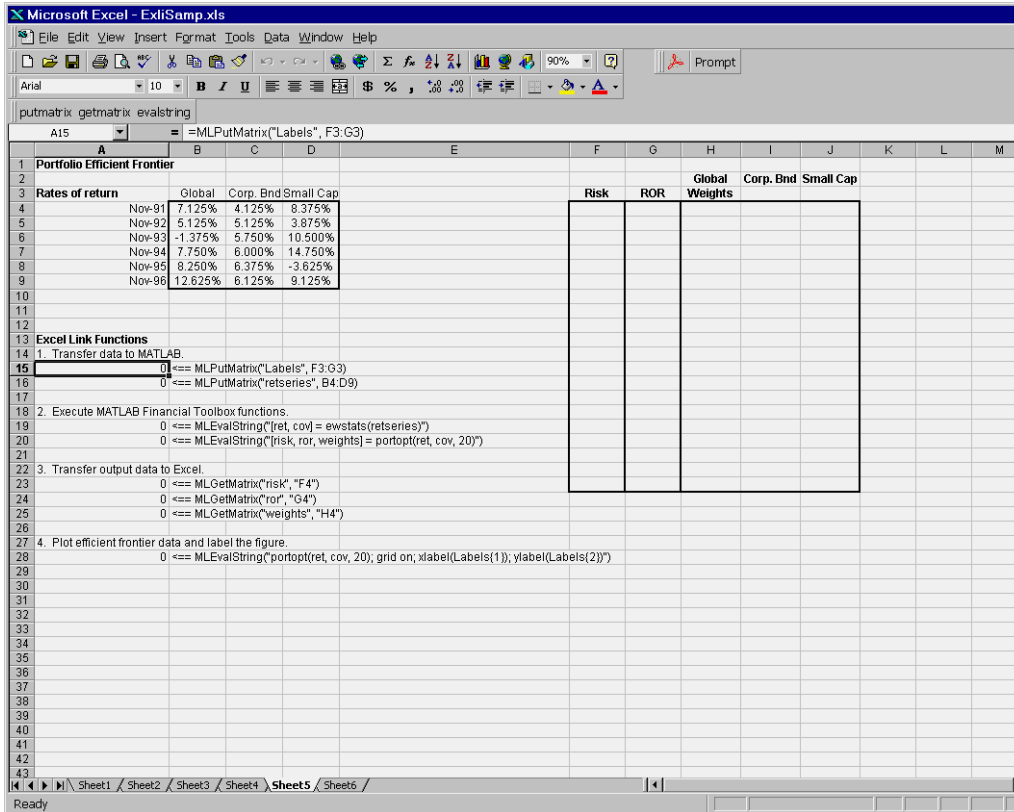 Microsoft Excel - ExliSamp.xls
File Edit View Insert Format Tools Data Window Help
90% Prompt
Arial 10 B I U $ % ,
putmatrix getmatrix evalstring
A15 = =MLPutMatrix("Labels", F3:G3)
A B C D E F G H I J K L M
1 Portfolio Efficient Frontier
2 Global Corp. Bnd Small Cap
3 Rates of return Global Corp. Bnd Small Cap Risk ROR Weights
4 Nov-91 7.125% 4.125% 8.375%
5 Nov-92 5.125% 5.125% 3.875%
6 Nov-93 -1.375% 5.750% 10.500%
7 Nov-94 7.750% 6.000% 14.750%
8 Nov-95 8.250% 6.375% -3.625%
9 Nov-96 12.625% 6.125% 9.125%
10
11
12
13 Excel Link Functions
14 1. Transfer data to MATLAB.
15 0 <== MLPutMatrix("Labels", F3:G3)
16 0 <== MLPutMatrix("retseries", B4:D9)
17
18 2. Execute MATLAB Financial Toolbox functions.
19 0 <== MLEvalString("[ret, cov] = ewstats(retseries)")
20 0 <== MLEvalString("[risk, ror, weights] = portopt(ret, cov, 20)")
21
22 3. Transfer output data to Excel.
23 0 <== MLGetMatrix("risk", "F4")
24 0 <== MLGetMatrix("ror", "G4")
25 0 <== MLGetMatrix("weights", "H4")
26
27 4. Plot efficient frontier data and label the figure.
28 0 <== MLEvalString("portopt(ret, cov, 20); grid on; xlabel(Labels{1}); ylabel(Labels{2})")
29
30
31
32
33
34
35
36
37
38
39
40
41
42
43
Sheet1 Sheet2 Sheet3 Sheet4 Sheet5 Sheet6
Ready